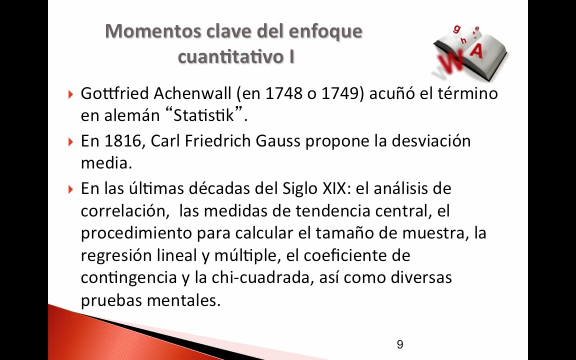 Momentos clave del enfoque
cuantitativo I
Gottfried Achenwall (en 1748 o 1749) acuñó el término
en alemán “Statistik”.
En 1816, Carl Friedrich Gauss propone la desviación
media.
En las últimas décadas del Siglo XIX: el análisis de
correlación, las medidas de tendencia central, el
procedimiento para calcular el tamaño de muestra, la
regresión lineal y múltiple, el coeficiente de
contingencia y la chi-cuadrada, así como diversas
pruebas mentales.
9